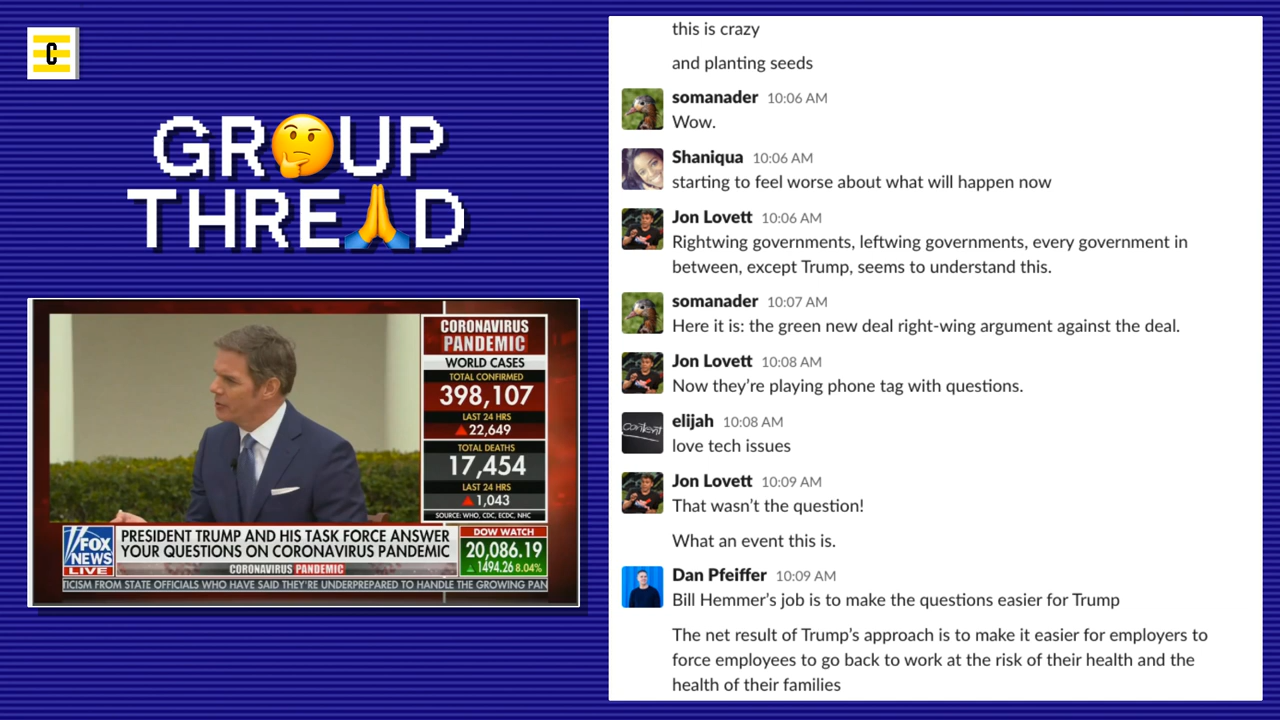 C
GR🤔UP
THRE🙏D
CORONAVIRUS
PANDEMIC
WORLD CASES
TOTAL CONFIRMED
398,107
LAST 24 HRS
22,649
TOTAL DEATHS
17,454
LAST 24 HRS
1,043
SOURCE: WHO, CDC, ECDC, NHC
FOX
NEWS
LIVE
PRESIDENT TRUMP AND HIS TASK FORCE ANSWER
YOUR QUESTIONS ON CORONAVIRUS PANDEMIC
CORONAVIRUS PANDEMIC
DOW WATCH
20,086.19
1494.26 8.04%
TICISM FROM STATE OFFICIALS WHO HAVE SAID THEY'RE UNDERPREPARED TO HANDLE THE GROWING PAN
this is crazy
and planting seeds
somanader 10:06 AM
Wow.
Shaniqua 10:06 AM
starting to feel worse about what will happen now
Jon Lovett 10:06 AM
Rightwing governments, leftwing governments, every government in
between, except Trump, seems to understand this.
somanader 10:07 AM
Here it is: the green new deal right-wing argument against the deal.
Jon Lovett 10:08 AM
Now they're playing phone tag with questions.
content
elijah 10:08 AM
love tech issues
Jon Lovett 10:09 AM
That wasn't the question!
What an event this is.
Dan Pfeiffer 10:09 AM
Bill Hemmer's job is to make the questions easier for Trump
The net result of Trump's approach is to make it easier for employers to
force employees to go back to work at the risk of their health and the
health of their families